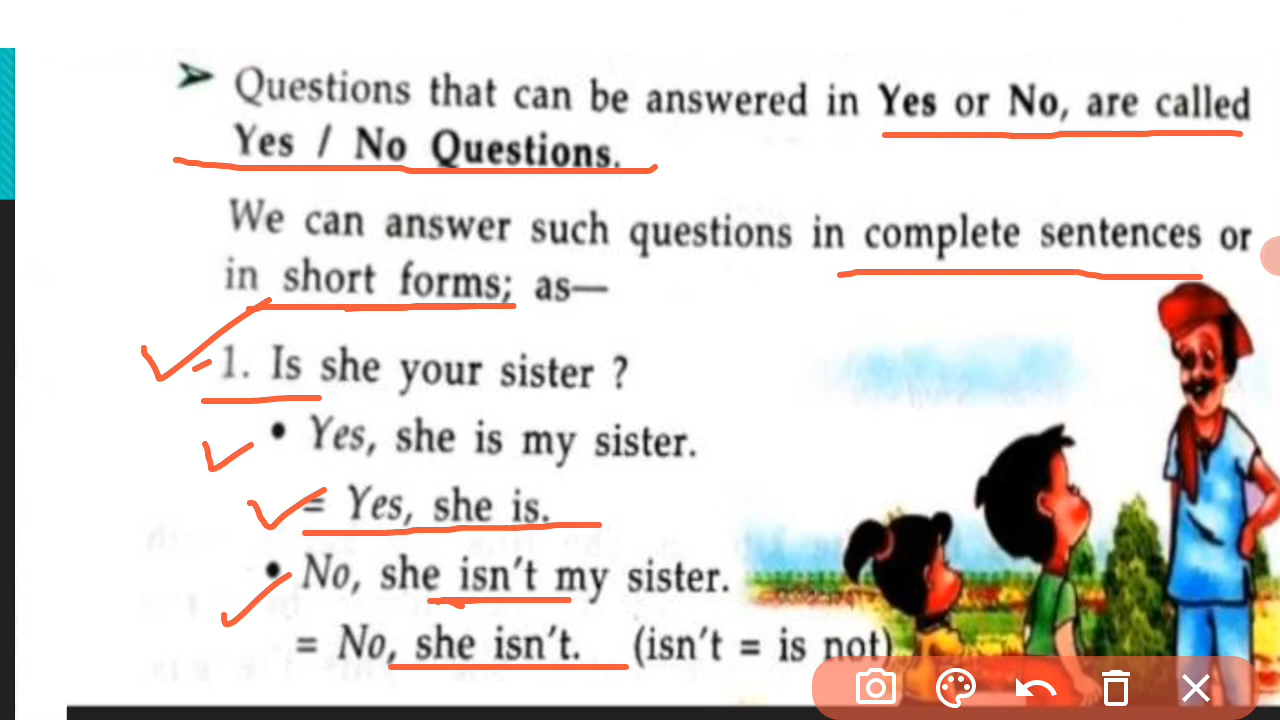 ➢ Questions that can be answered in Yes or No, are called
Yes / No Questions.
We can answer such questions in complete sentences or
in short forms; as—
1. Is she your sister ?
• Yes, she is my sister.
= Yes, she is.
• No, she isn't my sister.
= No, she isn't. (isn't = is not)